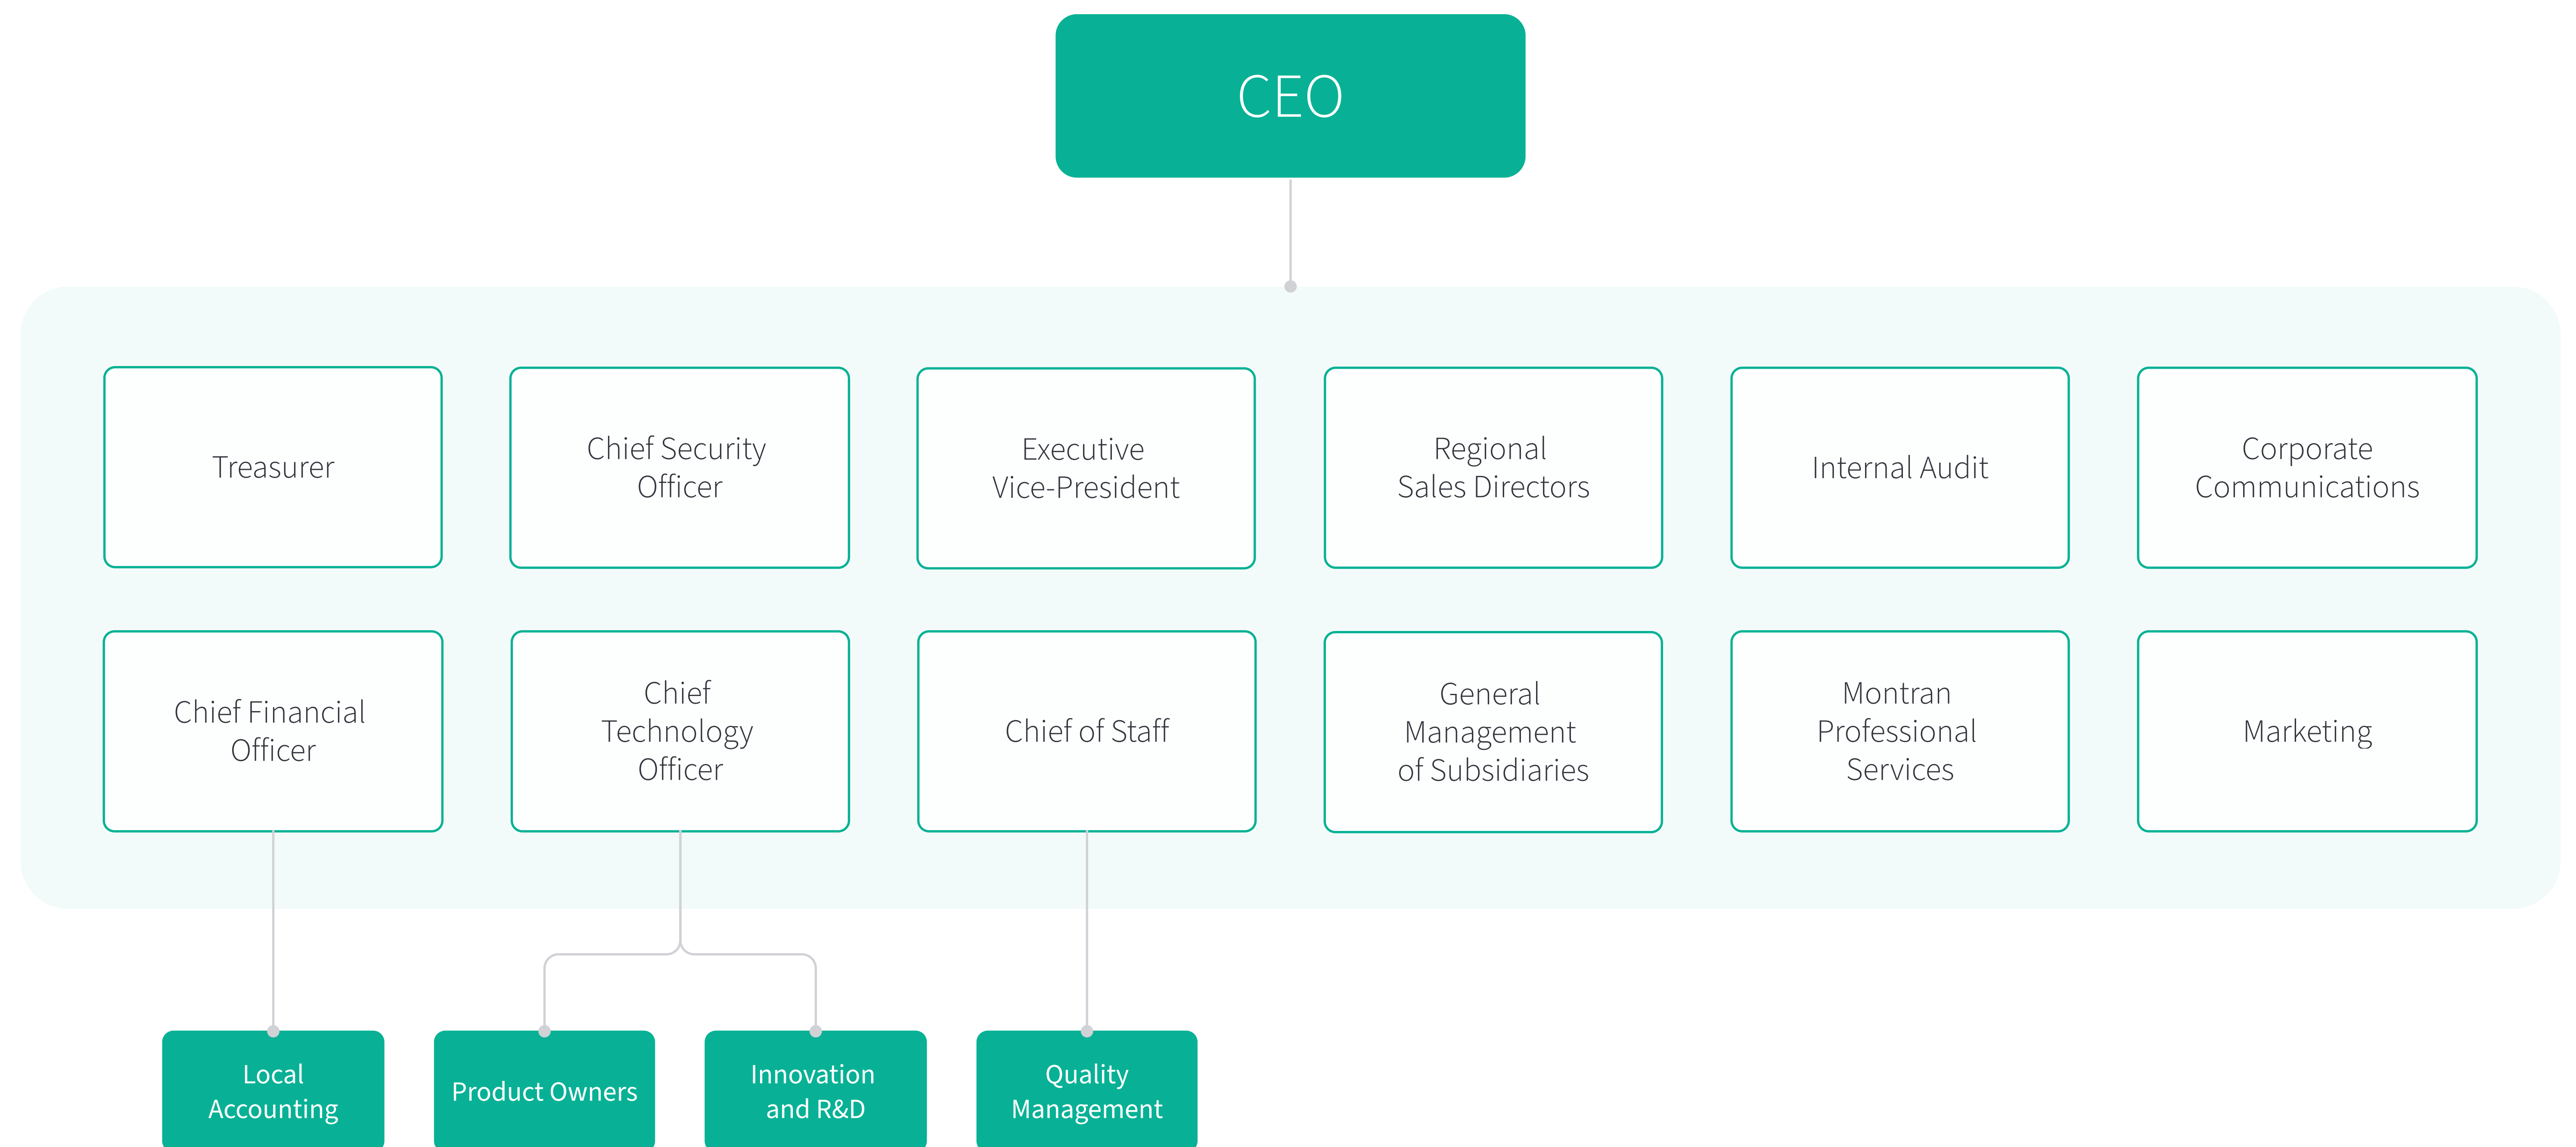 CEO
Treasurer
Chief Security
Officer
Executive
Vice-President
Regional
Sales Directors
Internal Audit
Corporate
Communications
Chief Financial
Officer
Chief
Technology
Officer
Chief of Staff
General
Management
of Subsidiaries
Montran
Professional
Services
Marketing
Local
Accounting
Product Owners
Innovation
and R&D
Quality
Management